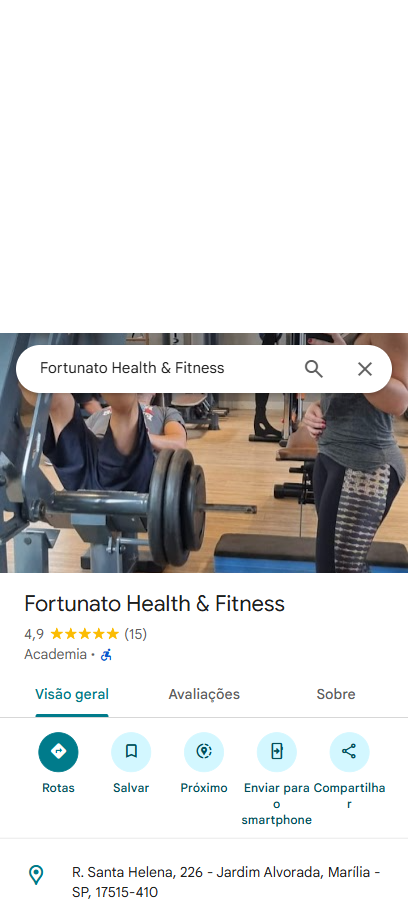 Fortunato Health & Fitness
Fortunato Health & Fitness
4,9 (15)
Academia ·
Visão geral Avaliações Sobre
Rotas Salvar Próximo Enviar para o smartphone Compartilhar
R. Santa Helena, 226 - Jardim Alvorada, Marília -
SP, 17515-410